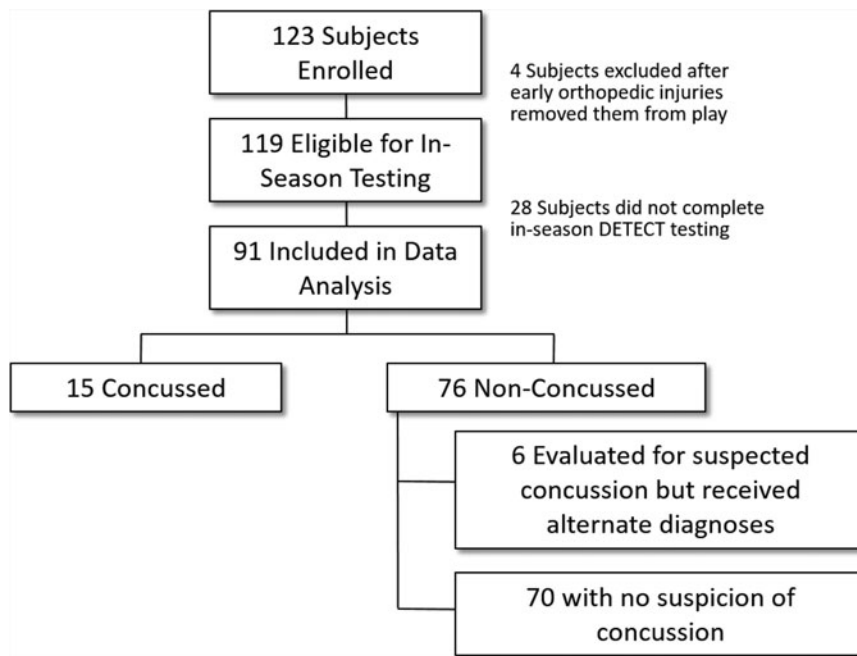 123 Subjects
Enrolled
4 Subjects excluded after
early orthopedic injuries
removed them from play
119 Eligible for In-
Season Testing
28 Subjects did not complete
in-season DETECT testing
91 Included in Data
Analysis
15 Concussed
76 Non-Concussed
6 Evaluated for suspected
concussion but received
alternate diagnoses
70 with no suspicion of
concussion